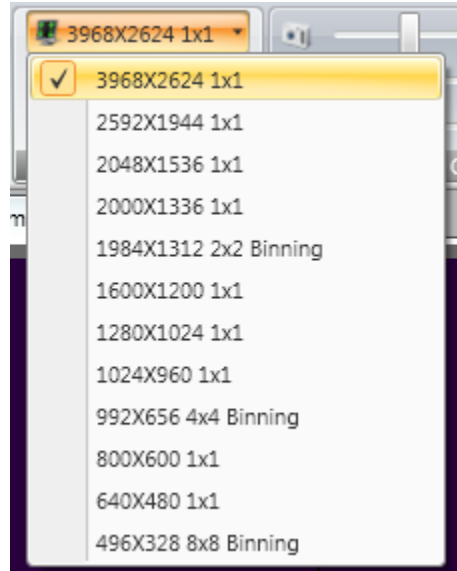 3968X2624 1x1
3968X2624 1x1
2592X1944 1x1
2048X1536 1x1
2000X1336 1x1
1984X1312 2x2 Binning
1600X1200 1x1
1280X1024 1x1
1024X960 1x1
992X656 4x4 Binning
800X600 1x1
640X480 1x1
496X328 8x8 Binning